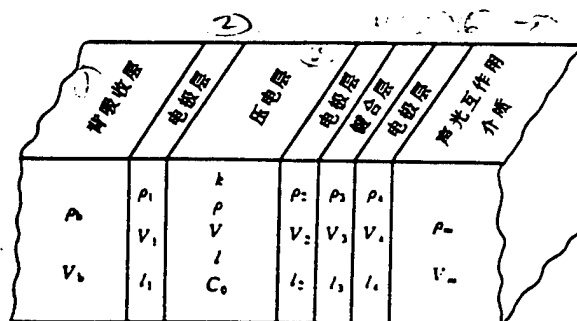 2)
背吸收层 电极层 压电层 电极层 键合层 电极层 声光互作用
介质
ρ₁ k ρ₂ ρ₃ ρ₄
ρb ρ ρm
V₁ V V₂ V₃ V₄
Vb l Vm
l₁ C₀ l₂ l₃ l₄